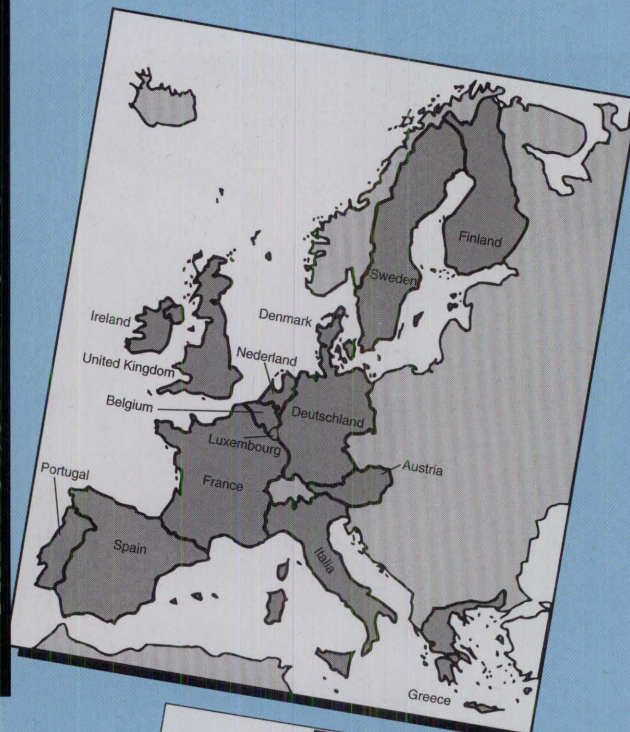 Finland
Sweden
Ireland
Denmark
United Kingdom
Nederland
Belgium
Deutschland
Luxembourg
Austria
Portugal
France
Spain
Italia
Greece